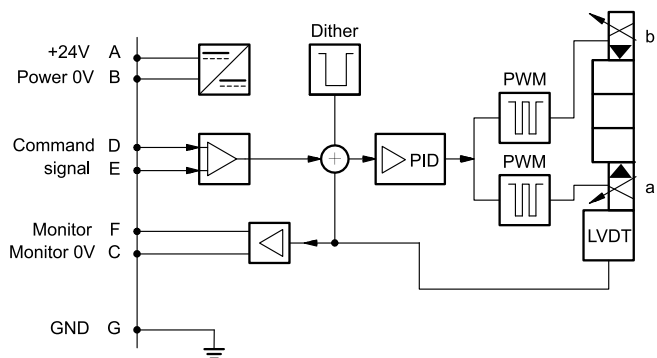 Dither
+24V A
Power 0V B
b
PWM
Command D
signal E
PID
PWM
a
Monitor F
Monitor 0V C
LVDT
GND G